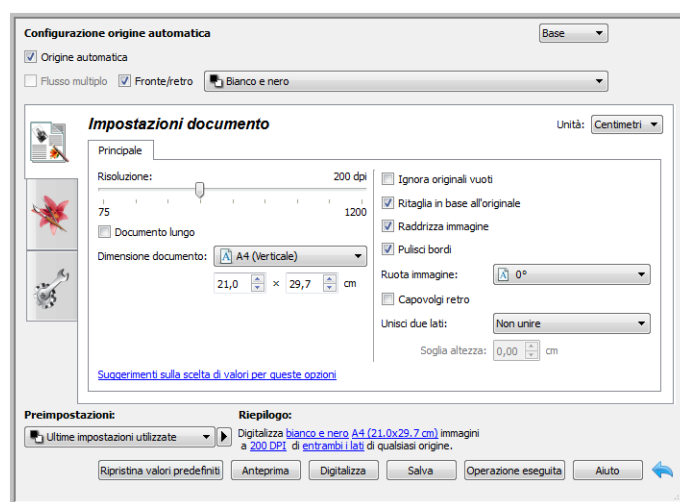 Configurazione origine automatica
Base
Origine automatica
Flusso multiplo Fronte/retro Bianco e nero
Impostazioni documento
Unità: Centimetri
Principale
Risoluzione: 200 dpi
75 1200
Documento lungo
Dimensione documento: A4 (Verticale)
21,0 × 29,7 cm
Ignora originali vuoti
Ritaglia in base all'originale
Raddrizza immagine
Pulisci bordi
Ruota immagine: 0°
Capovolgi retro
Unisci due lati: Non unire
Soglia altezza: 0,00 cm
Suggerimenti sulla scelta di valori per queste opzioni
Preimpostazioni:
Ultime impostazioni utilizzate
Riepilogo:
Digitalizza bianco e nero A4 (21.0x29.7 cm) immagini
a 200 DPI di entrambi i lati di qualsiasi origine.
Ripristina valori predefiniti Anteprima Digitalizza Salva Operazione eseguita Aiuto